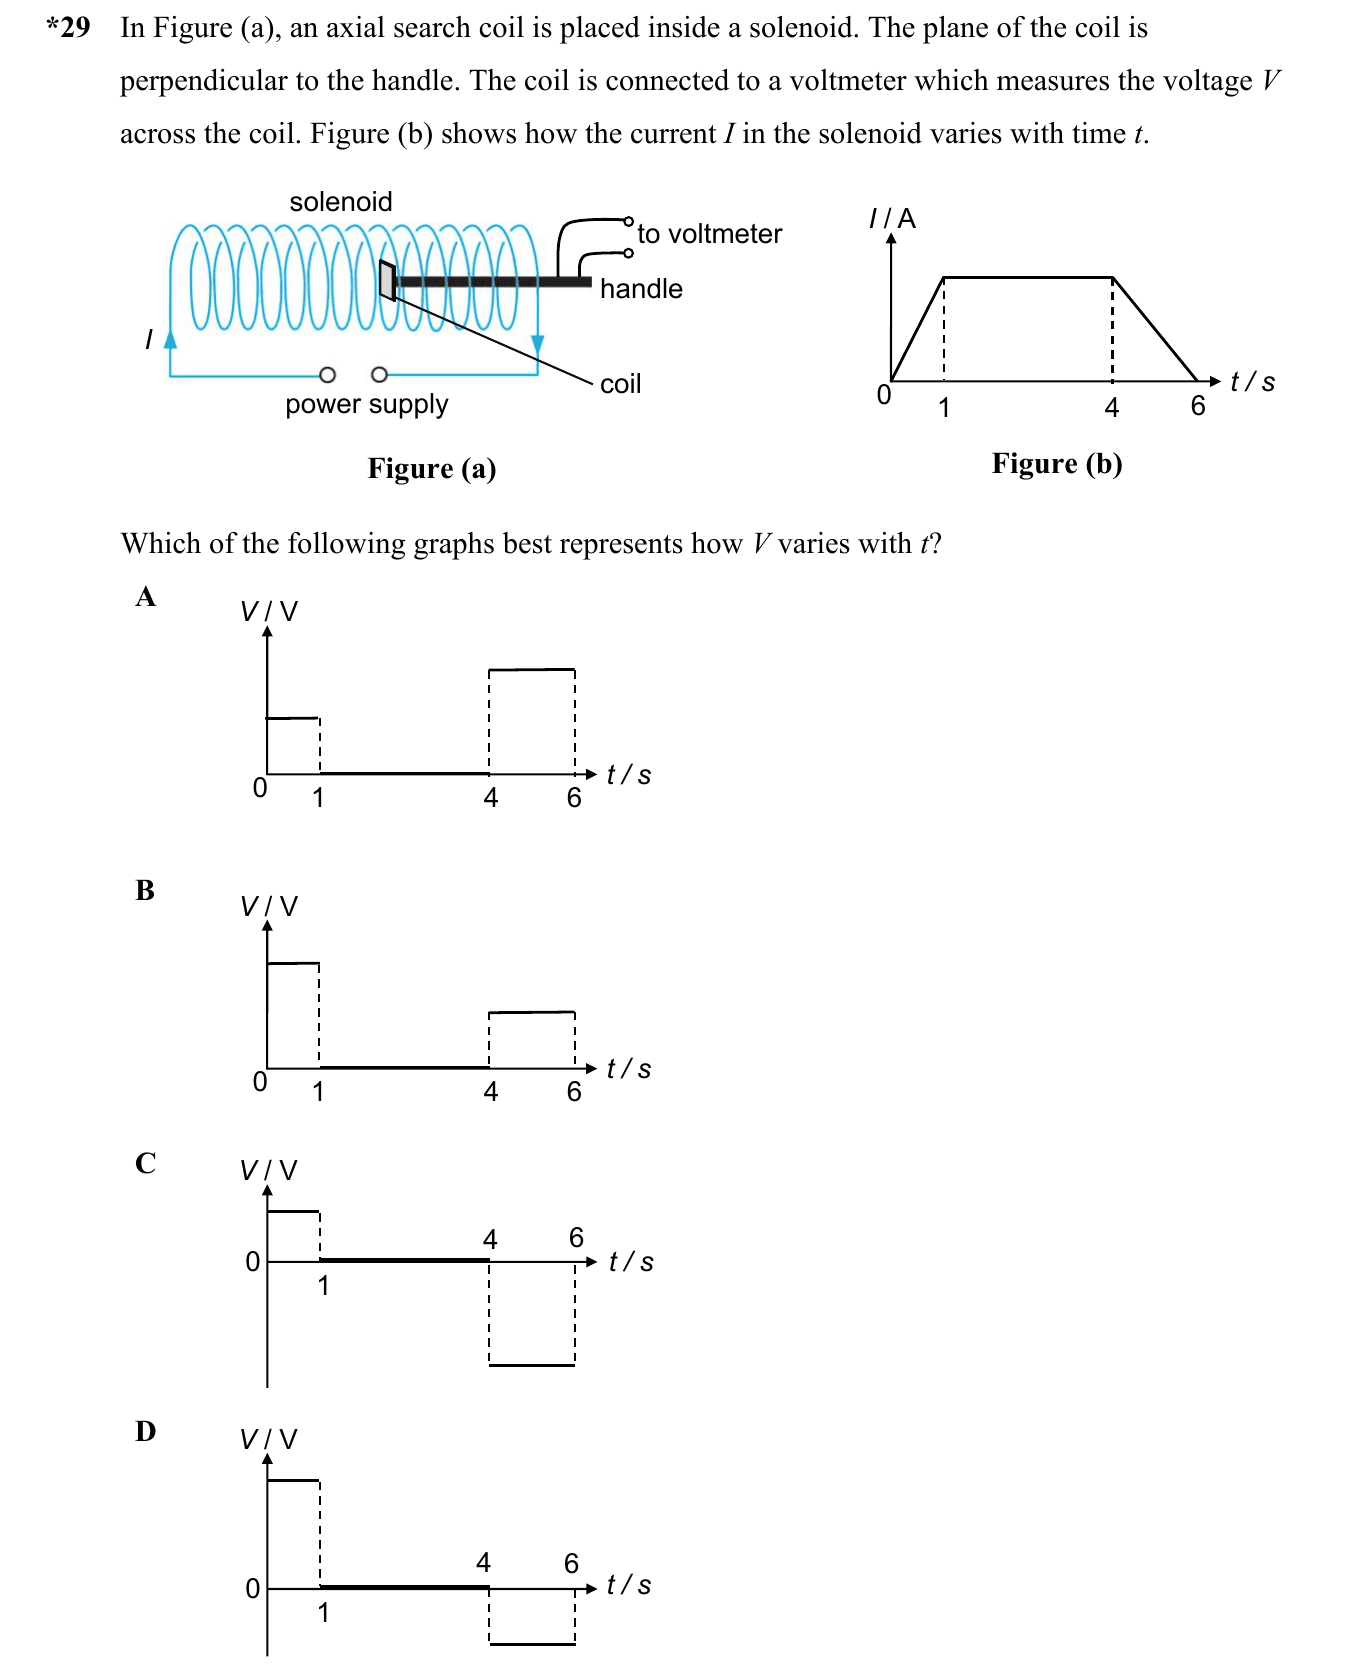 *29 In Figure (a), an axial search coil is placed inside a solenoid. The plane of the coil is
perpendicular to the handle. The coil is connected to a voltmeter which measures the voltage V
across the coil. Figure (b) shows how the current I in the solenoid varies with time t.
solenoid
to voltmeter
handle
I
coil
power supply
Figure (a)
I / A
0
1
4
6
t / s
Figure (b)
Which of the following graphs best represents how V varies with t?
A
V / V
0
1
4
6
t / s
B
V / V
0
1
4
6
t / s
C
V / V
0
1
4
6
t / s
D
V / V
0
1
4
6
t / s